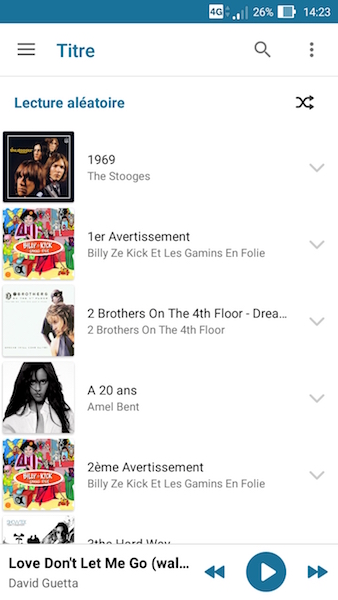 4G 26% 14:23
Titre
Lecture aléatoire
1969
The Stooges
1er Avertissement
Billy Ze Kick Et Les Gamins En Folie
2 Brothers On The 4th Floor - Drea...
2 Brothers On The 4th Floor
A 20 ans
Amel Bent
2ème Avertissement
Billy Ze Kick Et Les Gamins En Folie
3the Hard Way
Love Don't Let Me Go (wal...
David Guetta